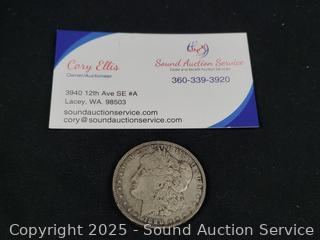 Cory Ellis
Owner/Auctioneer
Sound Auction Service
Estate and Benefit Auction Services
360-339-3920
3940 12th Ave SE #A
Lacey, WA. 98503
soundauctionservice.com
cory@soundauctionservice.com
Copyright © 2025 - Sound Auction Service